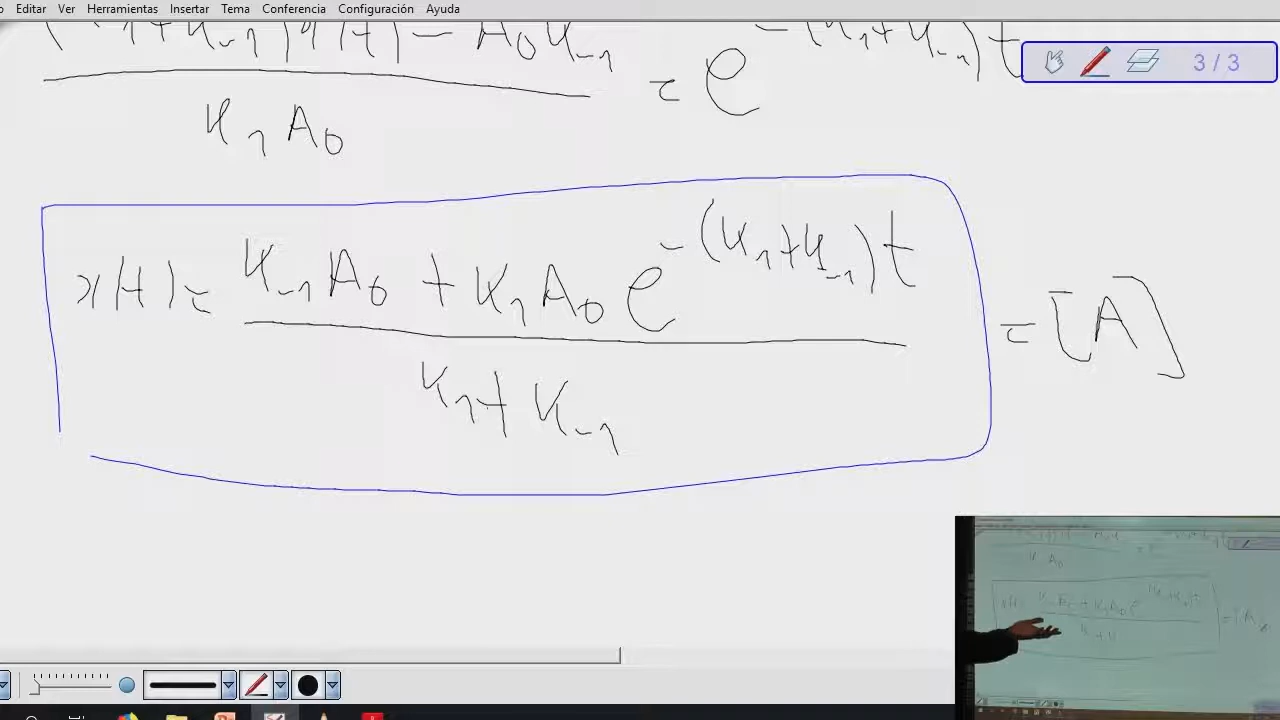 Editar Ver Herramientas Insertar Tema Conferencia Configuración Ayuda
(K₁+K₋₁)x(t) − A₀K₋₁ = e^−(K₁+K₋₁)t
K₁A₀
3 / 3
x(t) = K₋₁A₀ + K₁A₀ e^−(K₁+K₋₁)t = [A]
K₁+K₋₁